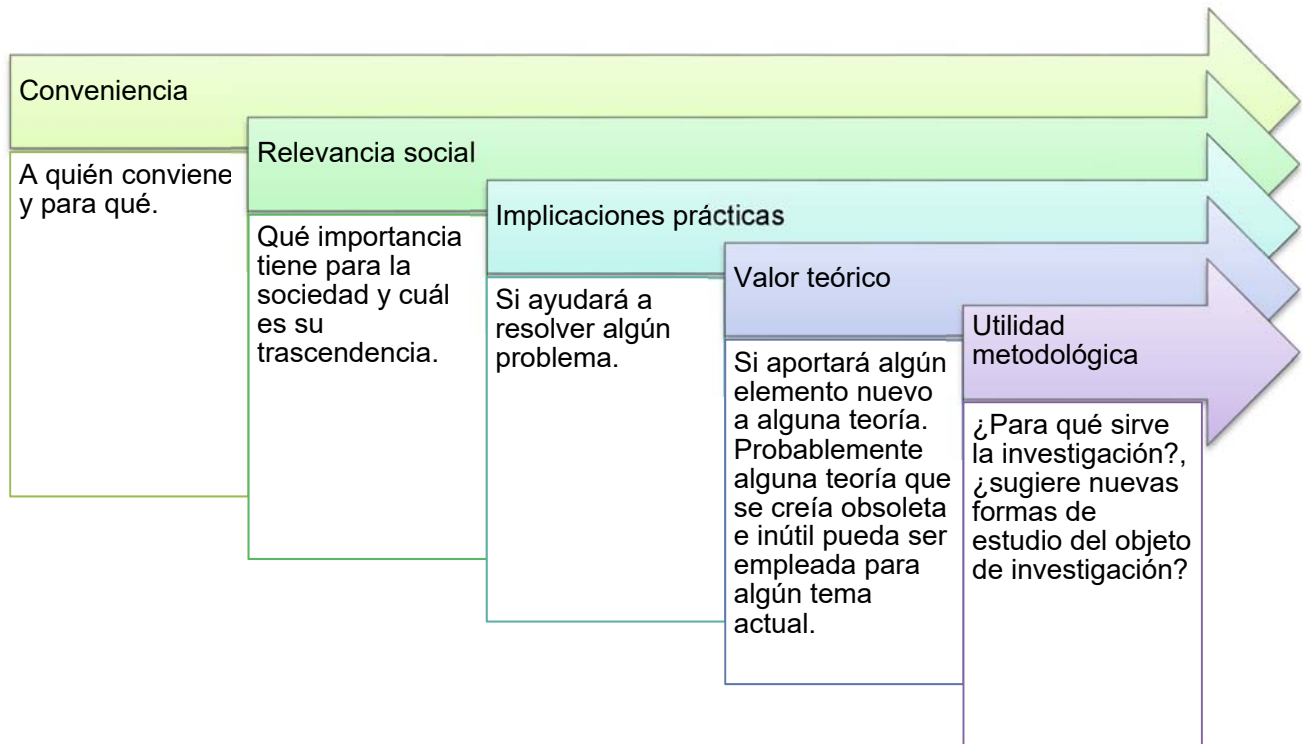 Conveniencia
A quién conviene
y para qué.
Relevancia social
Qué importancia
tiene para la
sociedad y cuál
es su
trascendencia.
Implicaciones prácticas
Si ayudará a
resolver algún
problema.
Valor teórico
Si aportará algún
elemento nuevo
a alguna teoría.
Probablemente
alguna teoría que
se creía obsoleta
e inútil pueda ser
empleada para
algún tema
actual.
Utilidad
metodológica
¿Para qué sirve
la investigación?,
¿sugiere nuevas
formas de
estudio del objeto
de investigación?